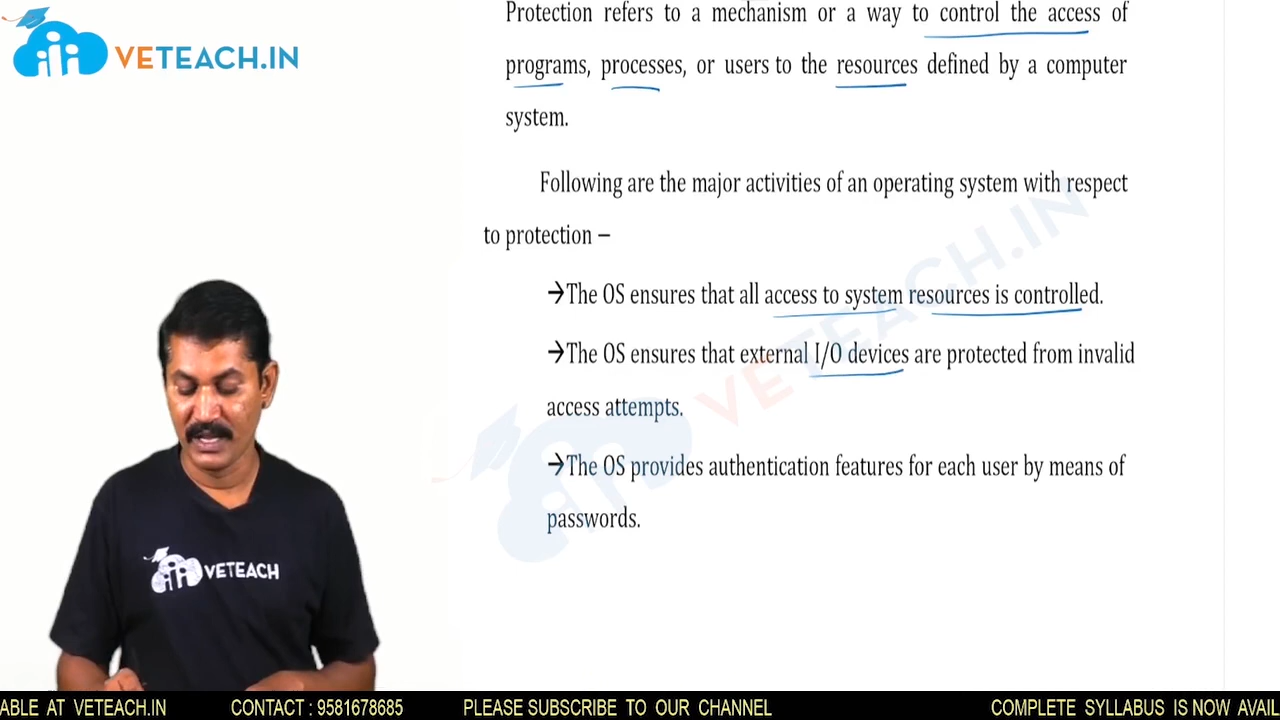 VETEACH.IN
Protection refers to a mechanism or a way to control the access of
programs, processes, or users to the resources defined by a computer
system.
Following are the major activities of an operating system with respect
to protection –
→The OS ensures that all access to system resources is controlled.
→The OS ensures that external I/O devices are protected from invalid
access attempts.
→The OS provides authentication features for each user by means of
passwords.
VETEACH.IN
VETEACH
ABLE AT VETEACH.IN CONTACT : 9581678685 PLEASE SUBSCRIBE TO OUR CHANNEL COMPLETE SYLLABUS IS NOW AVAIL